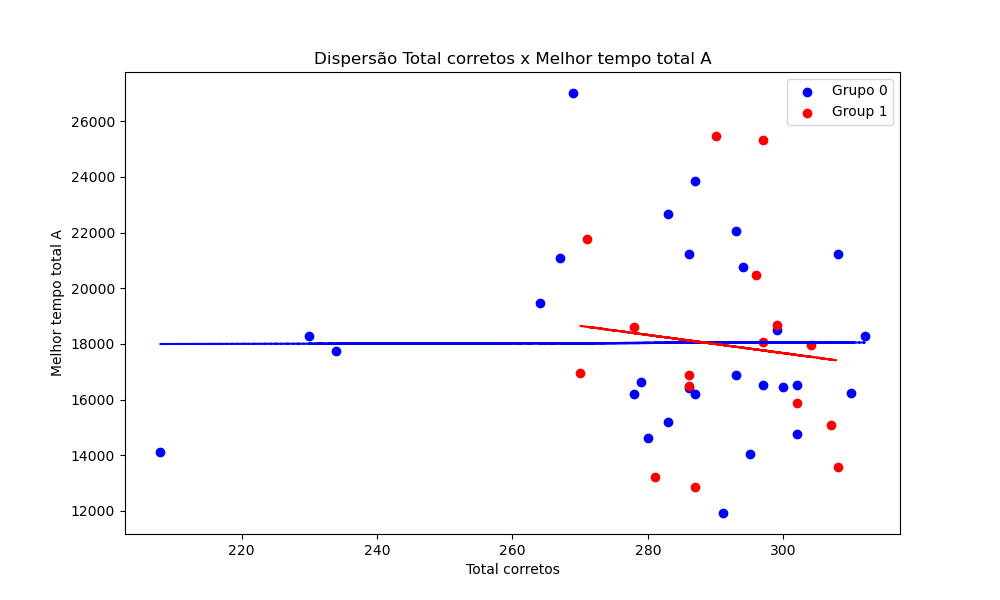 Dispersão Total corretos x Melhor tempo total A
Grupo 0
Group 1
26000
24000
22000
20000
18000
16000
14000
12000
Melhor tempo total A
220
240
260
280
300
Total corretos